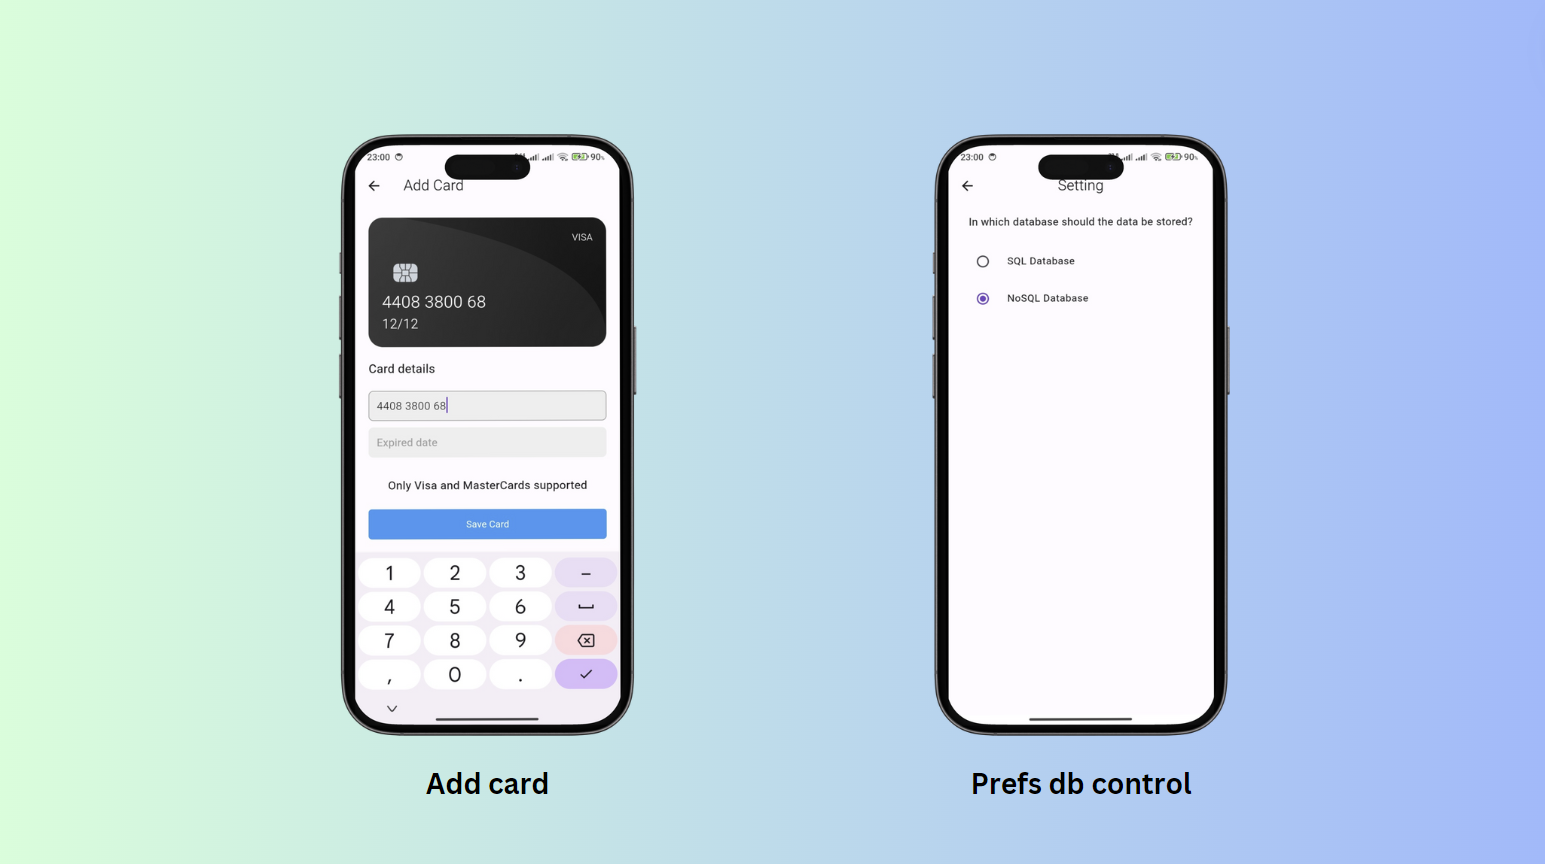 23:00
90
Add Card
VISA
4408 3800 68
12/12
Card details
4408 3800 68
Expired date
Only Visa and MasterCards supported
Save Card
1 2 3 –
4 5 6
7 8 9
, 0 .
Add card
23:00
90
Setting
In which database should the data be stored?
SQL Database
NoSQL Database
Prefs db control